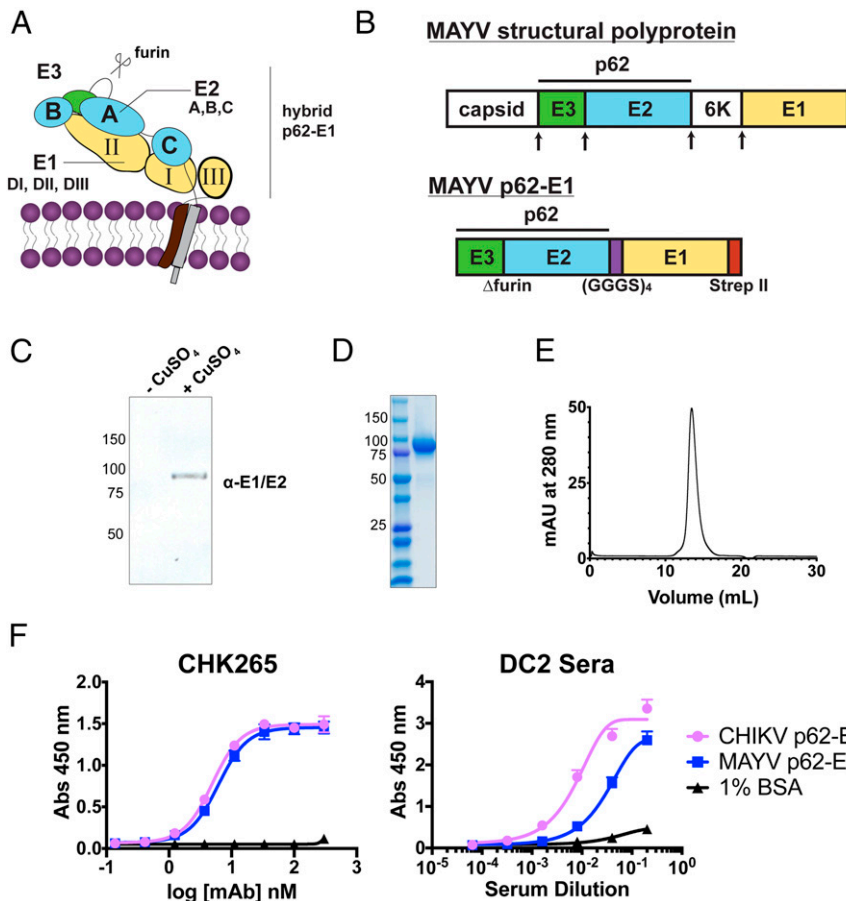 A
furin
E3
B
A
E2
A,B,C
hybrid
p62-E1
C
II
E1
DI, DII, DIII
I
III
B
MAYV structural polyprotein
p62
capsid E3 E2 6K E1
MAYV p62-E1
p62
E3 E2 E1
Δfurin (GGGS)₄ Strep II
C
- CuSO₄
+ CuSO₄
150
100
75
50
α-E1/E2
D
150
100
75
50
25
E
mAU at 280 nm
50
25
0
0 10 20 30
Volume (mL)
F
CHK265
Abs 450 nm
2.0
1.5
1.0
0.5
0.0
-1 0 1 2 3
log [mAb] nM
DC2 Sera
Abs 450 nm
4
3
2
1
0
10⁻⁵ 10⁻⁴ 10⁻³ 10⁻² 10⁻¹ 10⁰
Serum Dilution
CHIKV p62-E
MAYV p62-E
1% BSA